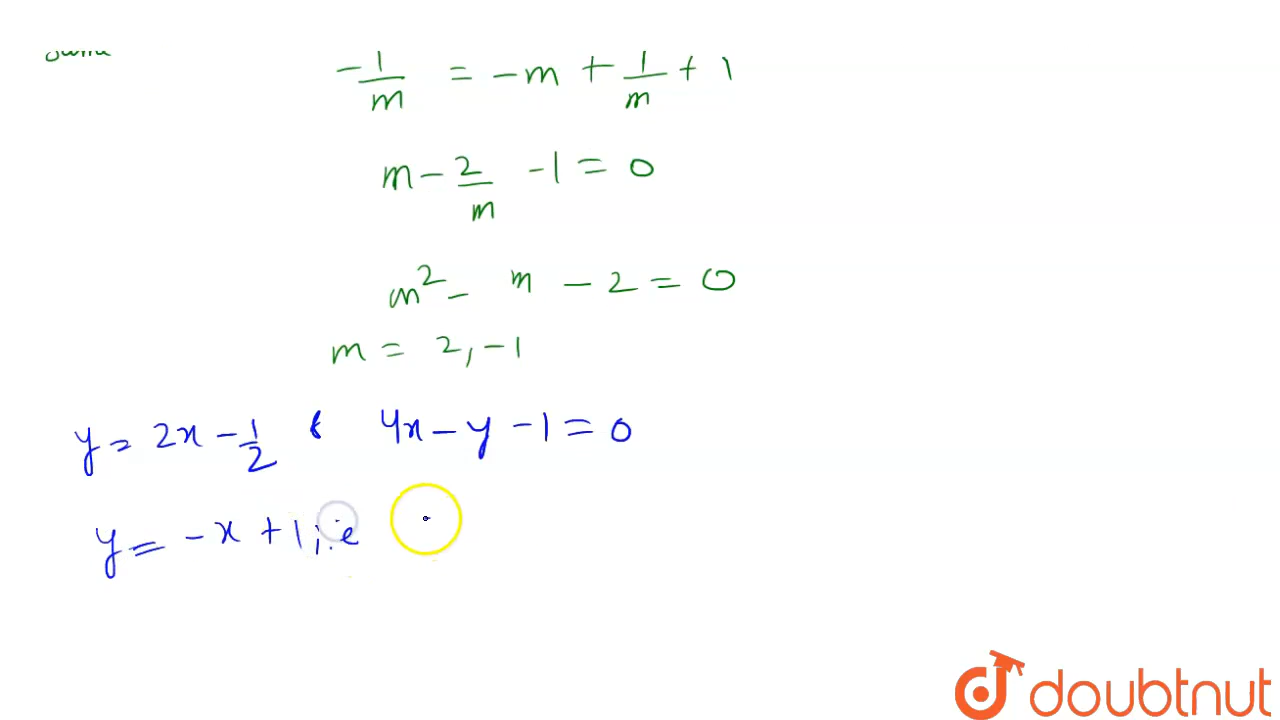 -1/m = -m + 1/m + 1
m - 2/m - 1 = 0
m² - m - 2 = 0
m = 2, -1
y = 2x - 1/2 & 4x - y - 1 = 0
y = -x + 1 i.e
doubtnut